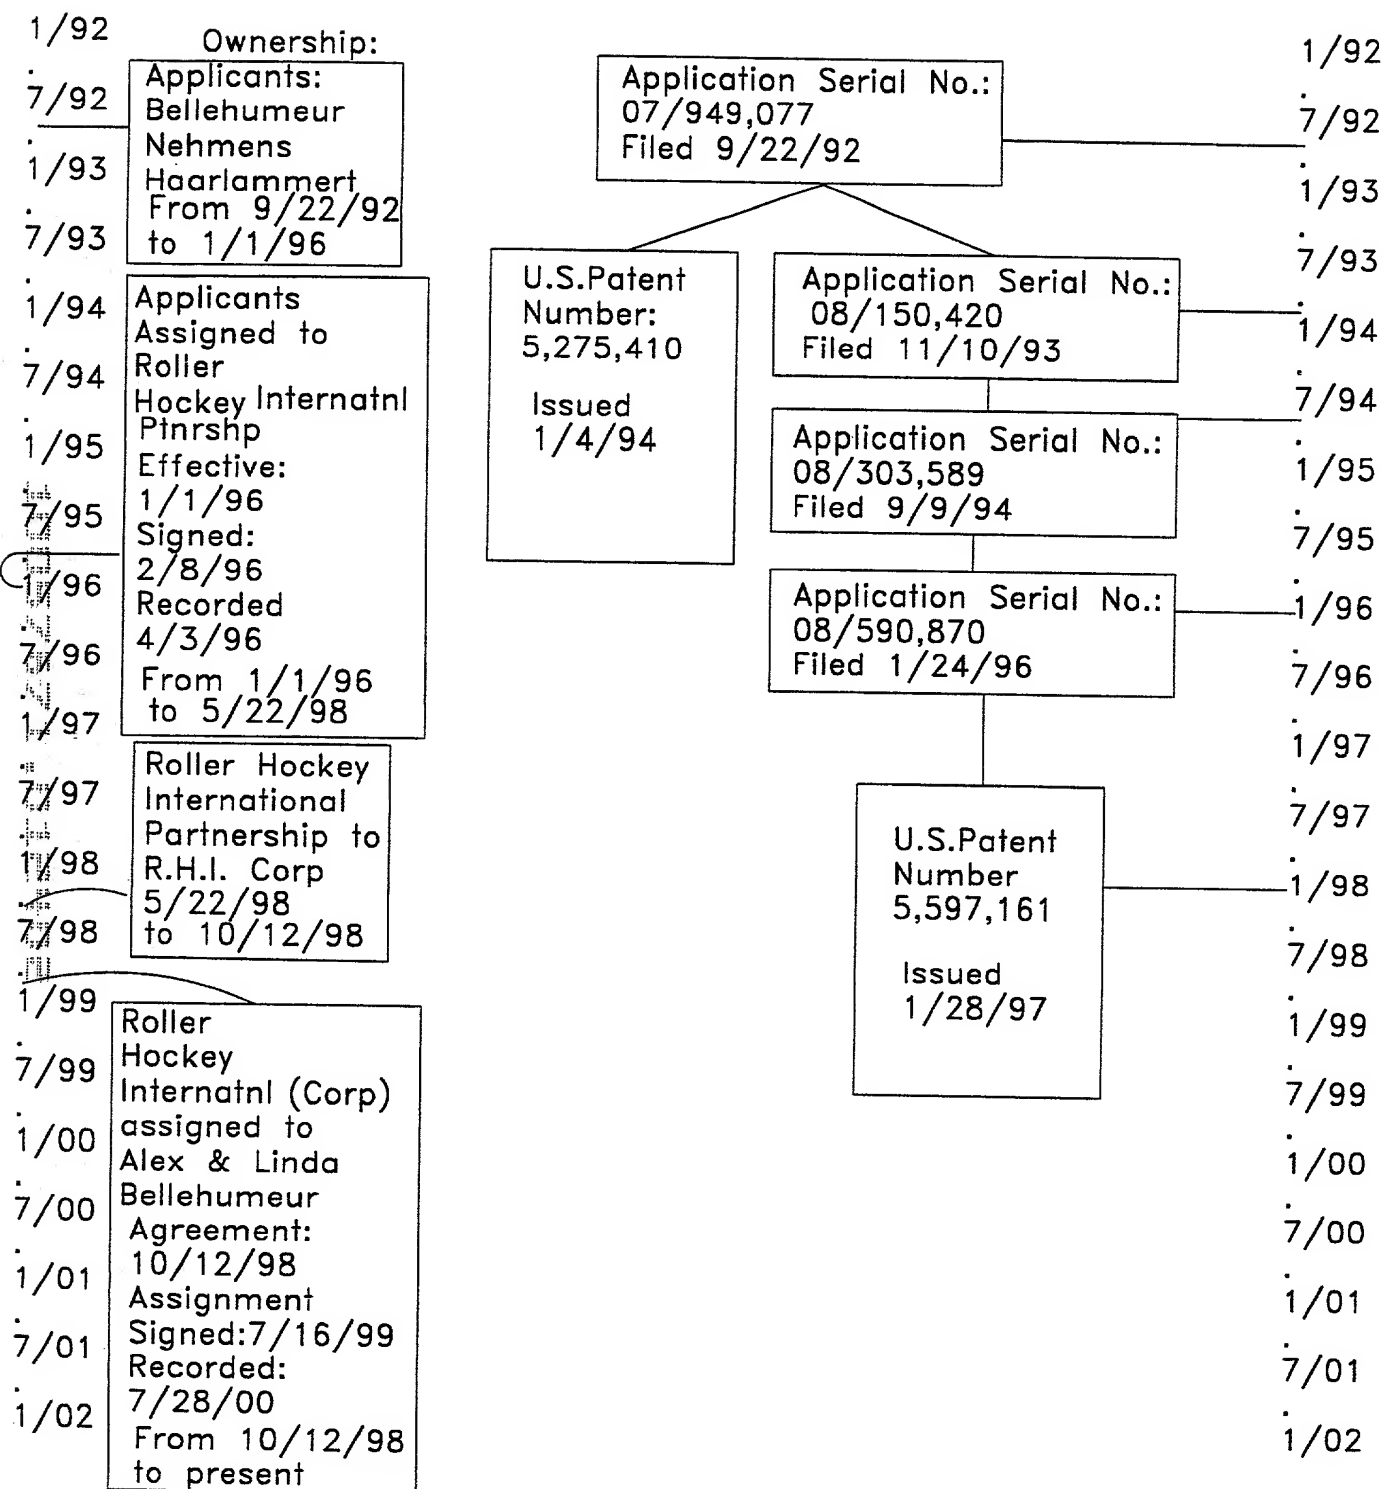 1/92
7/92
1/93
7/93
1/94
7/94
1/95
7/95
1/96
7/96
1/97
7/97
1/98
7/98
1/99
7/99
1/00
7/00
1/01
7/01
1/02
Ownership:
Applicants:
Bellehumeur
Nehmens
Haarlammert
From 9/22/92
to 1/1/96
Applicants
Assigned to
Roller
Hockey Internatnl
Ptnrshp
Effective:
1/1/96
Signed:
2/8/96
Recorded
4/3/96
From 1/1/96
to 5/22/98
Roller Hockey
International
Partnership to
R.H.I. Corp
5/22/98
to 10/12/98
Roller
Hockey
Internatnl (Corp)
assigned to
Alex & Linda
Bellehumeur
Agreement:
10/12/98
Assignment
Signed:7/16/99
Recorded:
7/28/00
From 10/12/98
to present
Application Serial No.:
07/949,077
Filed 9/22/92
U.S.Patent
Number:
5,275,410
Issued
1/4/94
Application Serial No.:
08/150,420
Filed 11/10/93
Application Serial No.:
08/303,589
Filed 9/9/94
Application Serial No.:
08/590,870
Filed 1/24/96
U.S.Patent
Number
5,597,161
Issued
1/28/97
1/92
7/92
1/93
7/93
1/94
7/94
1/95
7/95
1/96
7/96
1/97
7/97
1/98
7/98
1/99
7/99
1/00
7/00
1/01
7/01
1/02